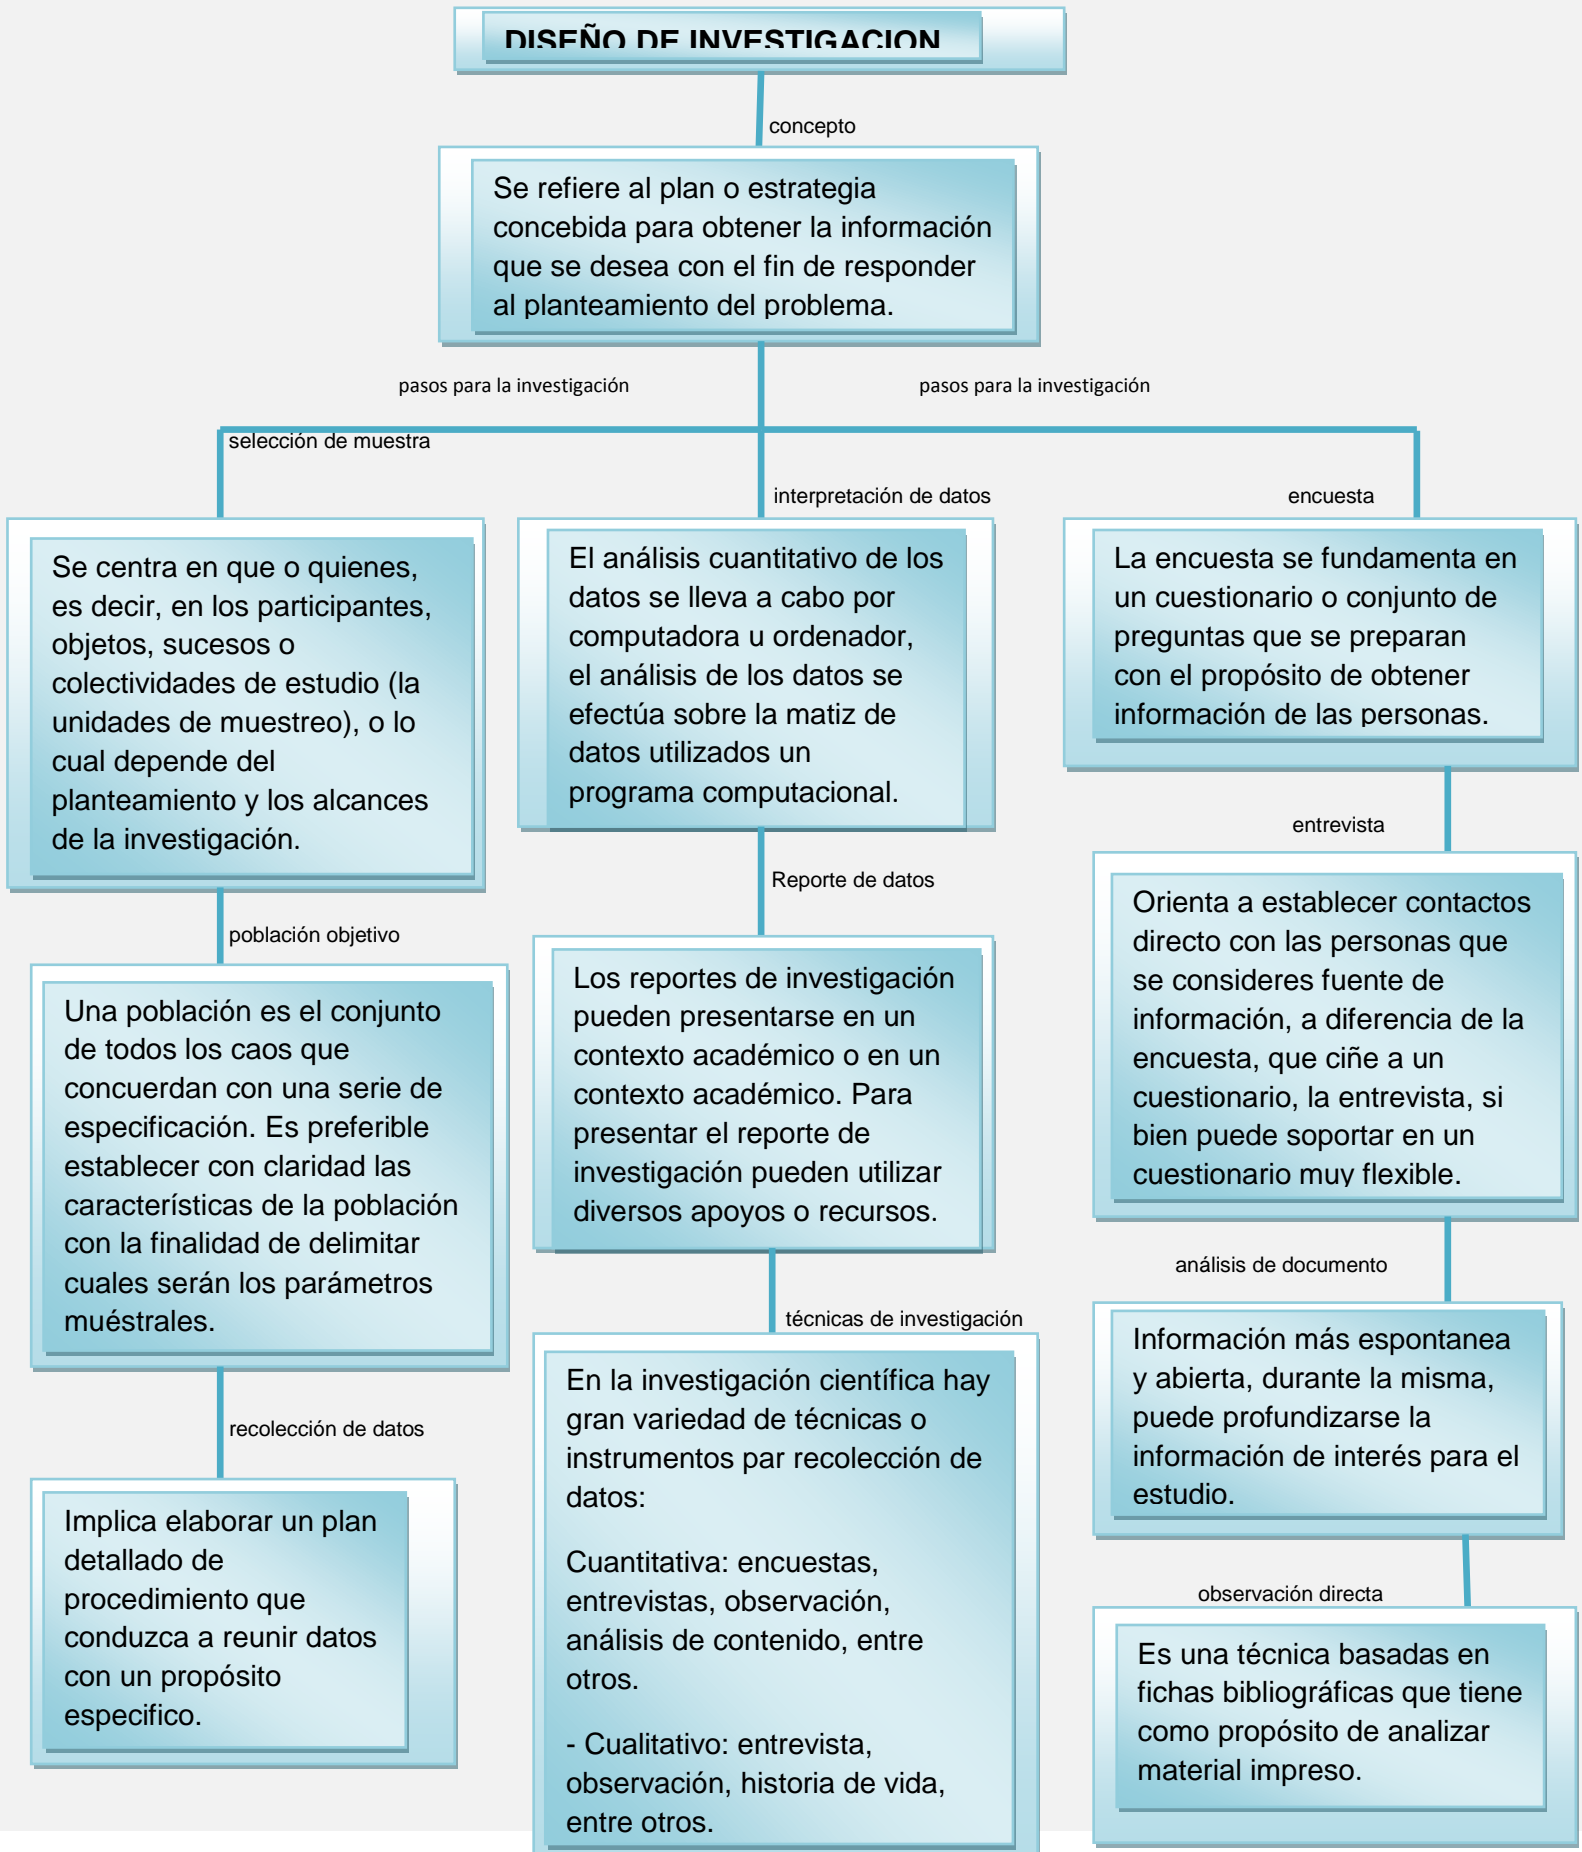 DISEÑO DE INVESTIGACION
concepto
Se refiere al plan o estrategia
concebida para obtener la información
que se desea con el fin de responder
al planteamiento del problema.
pasos para la investigación
pasos para la investigación
selección de muestra
Se centra en que o quienes,
es decir, en los participantes,
objetos, sucesos o
colectividades de estudio (la
unidades de muestreo), o lo
cual depende del
planteamiento y los alcances
de la investigación.
población objetivo
Una población es el conjunto
de todos los caos que
concuerdan con una serie de
especificación. Es preferible
establecer con claridad las
características de la población
con la finalidad de delimitar
cuales serán los parámetros
muéstrales.
recolección de datos
Implica elaborar un plan
detallado de
procedimiento que
conduzca a reunir datos
con un propósito
especifico.
interpretación de datos
El análisis cuantitativo de los
datos se lleva a cabo por
computadora u ordenador,
el análisis de los datos se
efectúa sobre la matiz de
datos utilizados un
programa computacional.
Reporte de datos
Los reportes de investigación
pueden presentarse en un
contexto académico o en un
contexto académico. Para
presentar el reporte de
investigación pueden utilizar
diversos apoyos o recursos.
técnicas de investigación
En la investigación científica hay
gran variedad de técnicas o
instrumentos par recolección de
datos:
Cuantitativa: encuestas,
entrevistas, observación,
análisis de contenido, entre
otros.
- Cualitativo: entrevista,
observación, historia de vida,
entre otros.
encuesta
La encuesta se fundamenta en
un cuestionario o conjunto de
preguntas que se preparan
con el propósito de obtener
información de las personas.
entrevista
Orienta a establecer contactos
directo con las personas que
se consideres fuente de
información, a diferencia de la
encuesta, que ciñe a un
cuestionario, la entrevista, si
bien puede soportar en un
cuestionario muy flexible.
análisis de documento
Información más espontanea
y abierta, durante la misma,
puede profundizarse la
información de interés para el
estudio.
observación directa
Es una técnica basadas en
fichas bibliográficas que tiene
como propósito de analizar
material impreso.